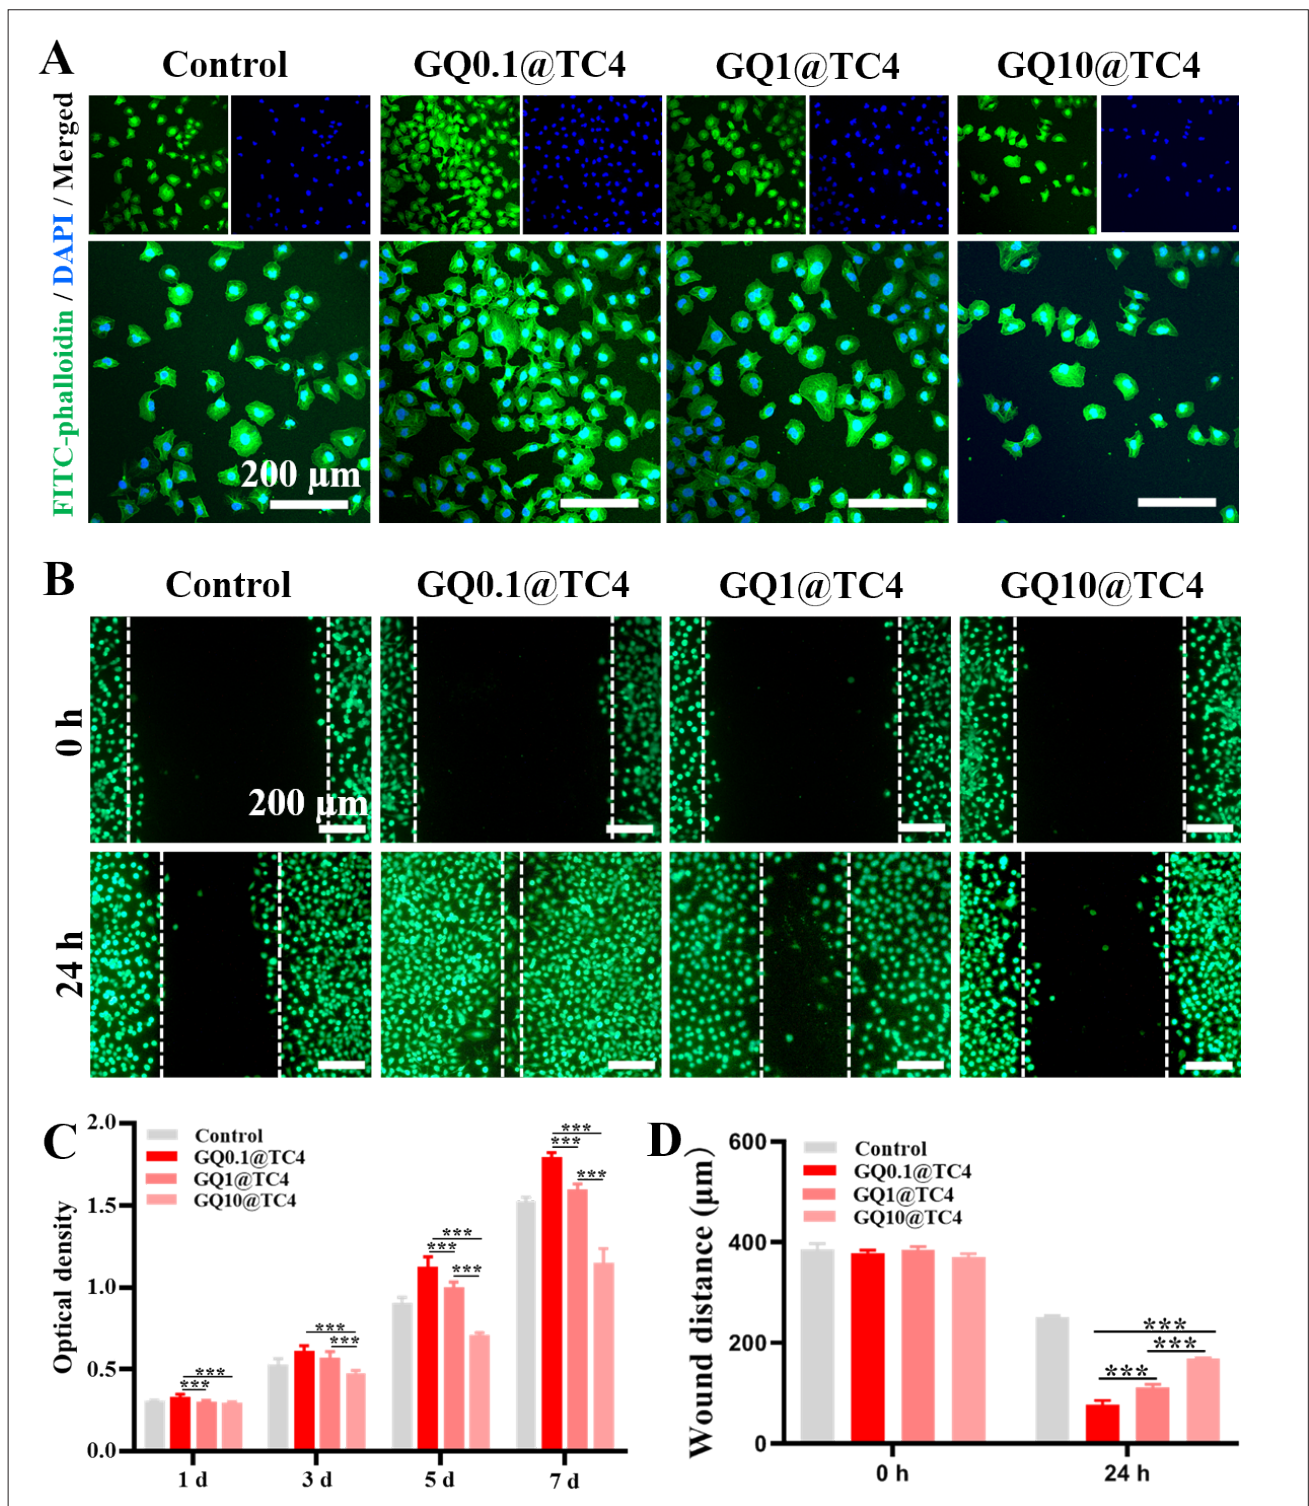 A
Control
GQ0.1@TC4
GQ1@TC4
GQ10@TC4
FITC-phalloidin / DAPI / Merged
200 μm
B
Control
GQ0.1@TC4
GQ1@TC4
GQ10@TC4
0 h
200 μm
24 h
C
Optical density
2.0
1.5
1.0
0.5
0.0
Control
GQ0.1@TC4
GQ1@TC4
GQ10@TC4
***
***
***
***
***
***
***
***
***
***
1 d
3 d
5 d
7 d
D
Wound distance (μm)
600
400
200
0
Control
GQ0.1@TC4
GQ1@TC4
GQ10@TC4
***
***
***
0 h
24 h